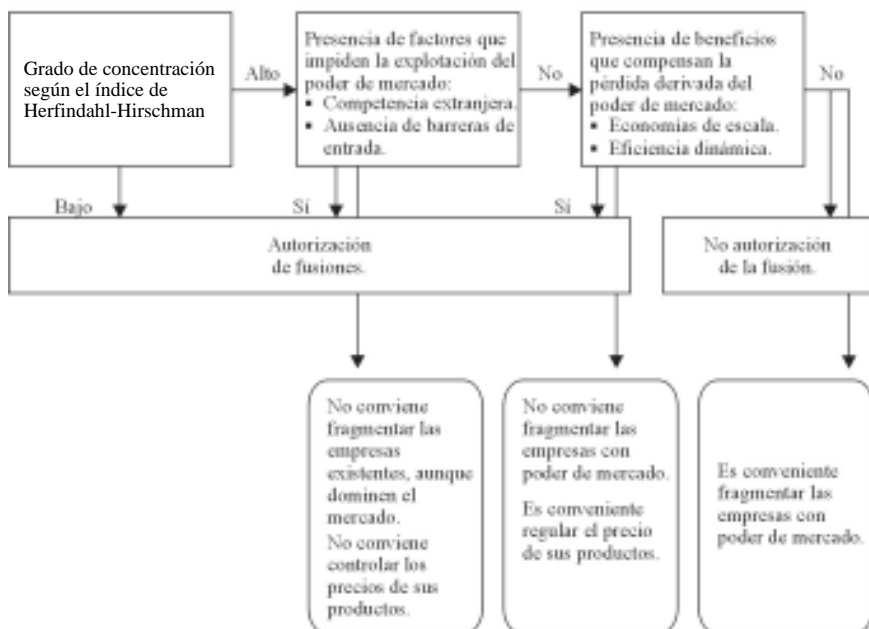 Grado de concentración
según el índice de
Herfindahl-Hirschman
Alto
Presencia de factores que
impiden la explotación del
poder de mercado:
▪ Competencia extranjera.
▪ Ausencia de barreras de
entrada.
No
Presencia de beneficios
que compensan la
pérdida derivada del
poder de mercado:
▪ Economías de escala.
▪ Eficiencia dinámica.
No
Bajo
Sí
Sí
Autorización
de fusiones.
No autorización
de la fusión.
No conviene
fragmentar las
empresas
existentes, aunque
dominen el
mercado.
No conviene
controlar los
precios de sus
productos.
No conviene
fragmentar las
empresas con
poder de mercado.
Es conveniente
regular el precio
de sus productos.
Es conveniente
fragmentar las
empresas con
poder de mercado.